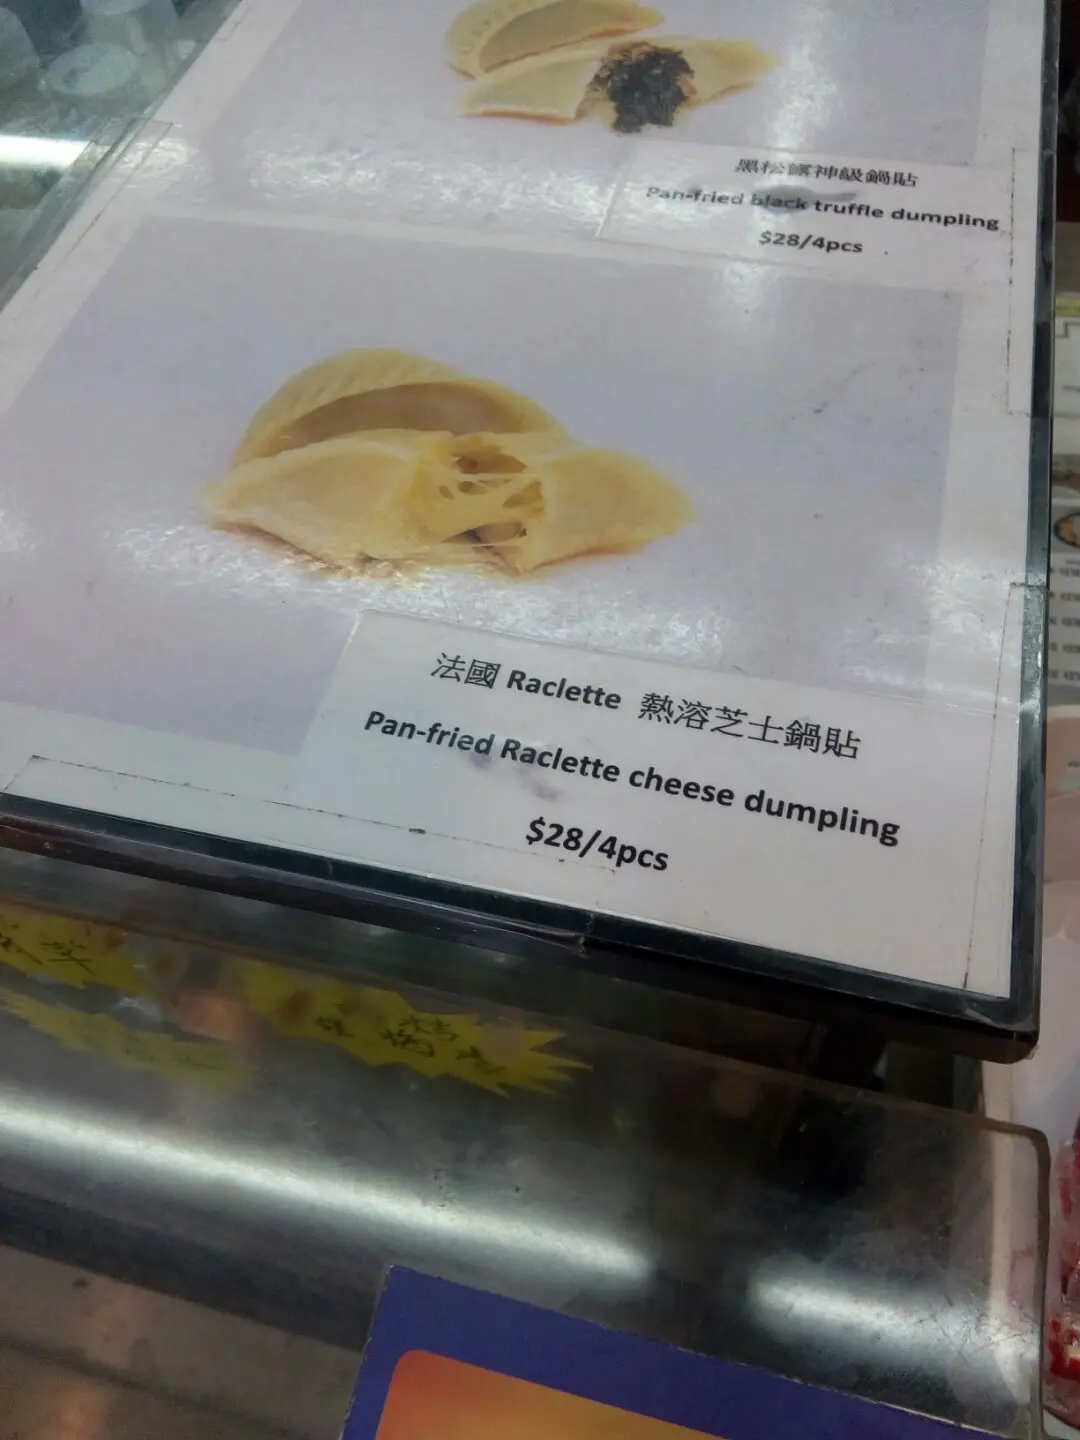 黑松露神級鍋貼
Pan-fried black truffle dumpling
$28/4pcs
法國 Raclette 熱溶芝士鍋貼
Pan-fried Raclette cheese dumpling
$28/4pcs